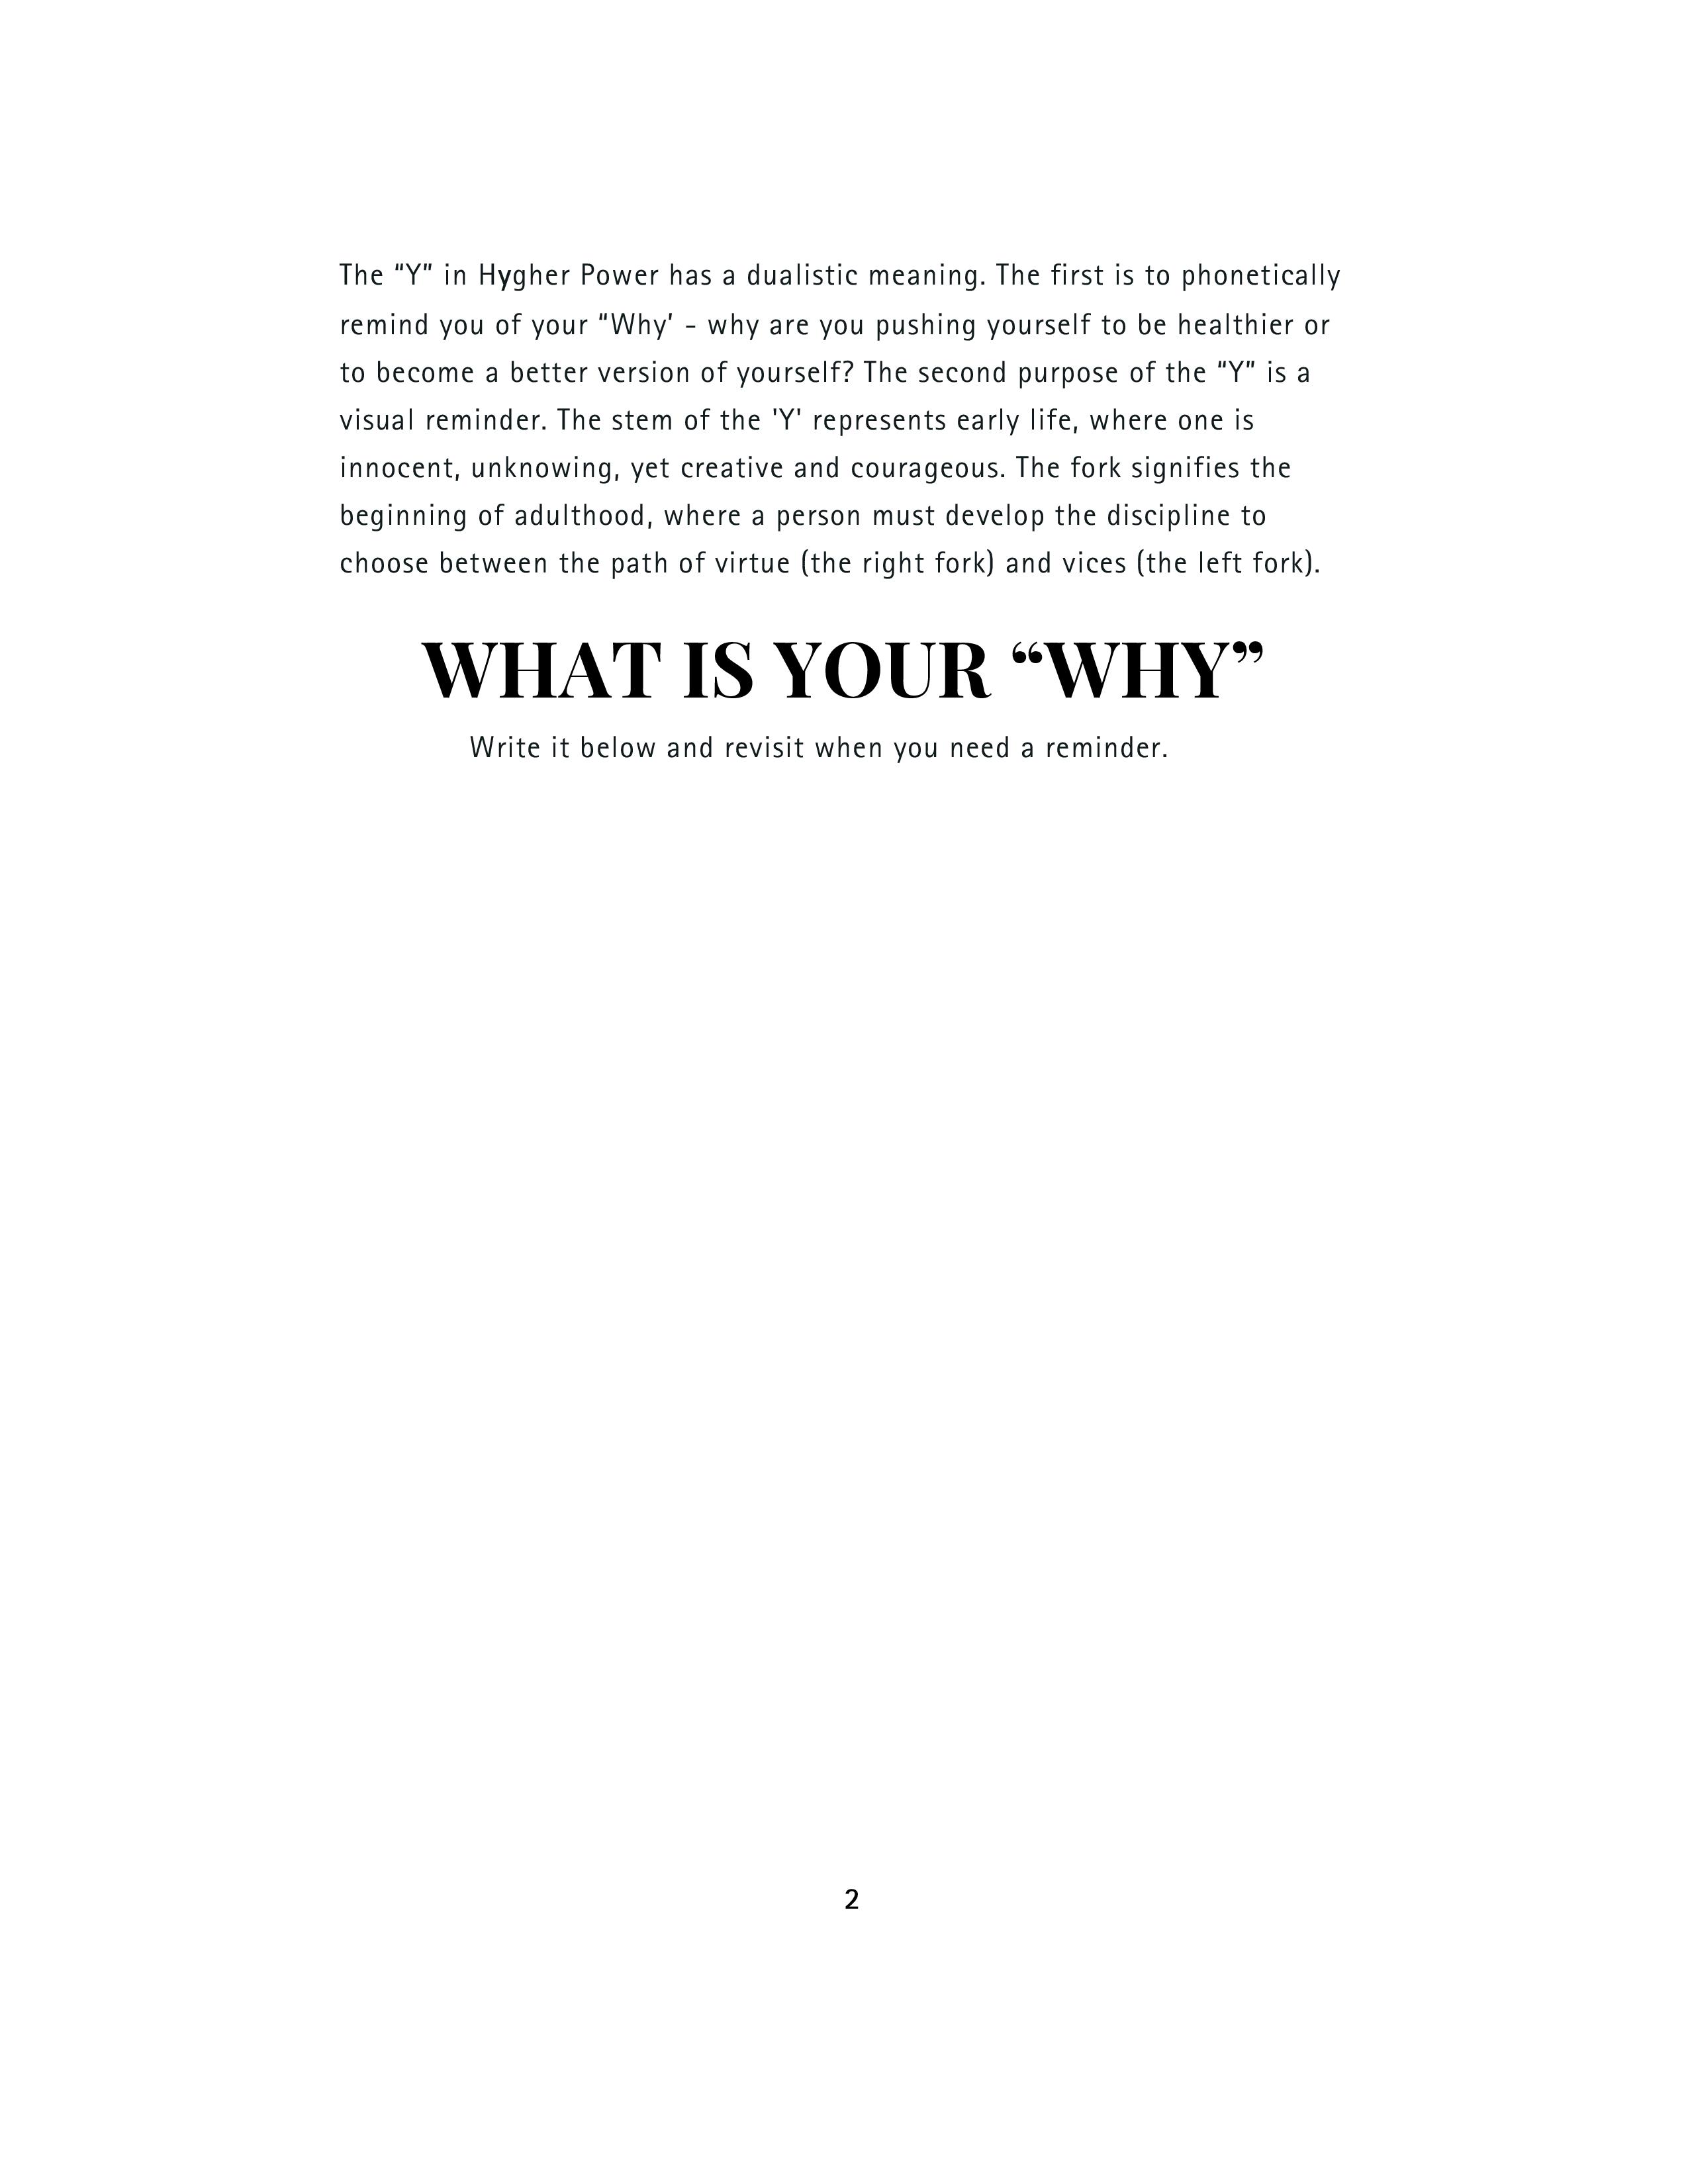 The “Y” in Hygher Power has a dualistic meaning. The first is to phonetically
remind you of your “Why’ - why are you pushing yourself to be healthier or
to become a better version of yourself? The second purpose of the “Y” is a
visual reminder. The stem of the 'Y' represents early life, where one is
innocent, unknowing, yet creative and courageous. The fork signifies the
beginning of adulthood, where a person must develop the discipline to
choose between the path of virtue (the right fork) and vices (the left fork).
WHAT IS YOUR “WHY”
Write it below and revisit when you need a reminder.
2